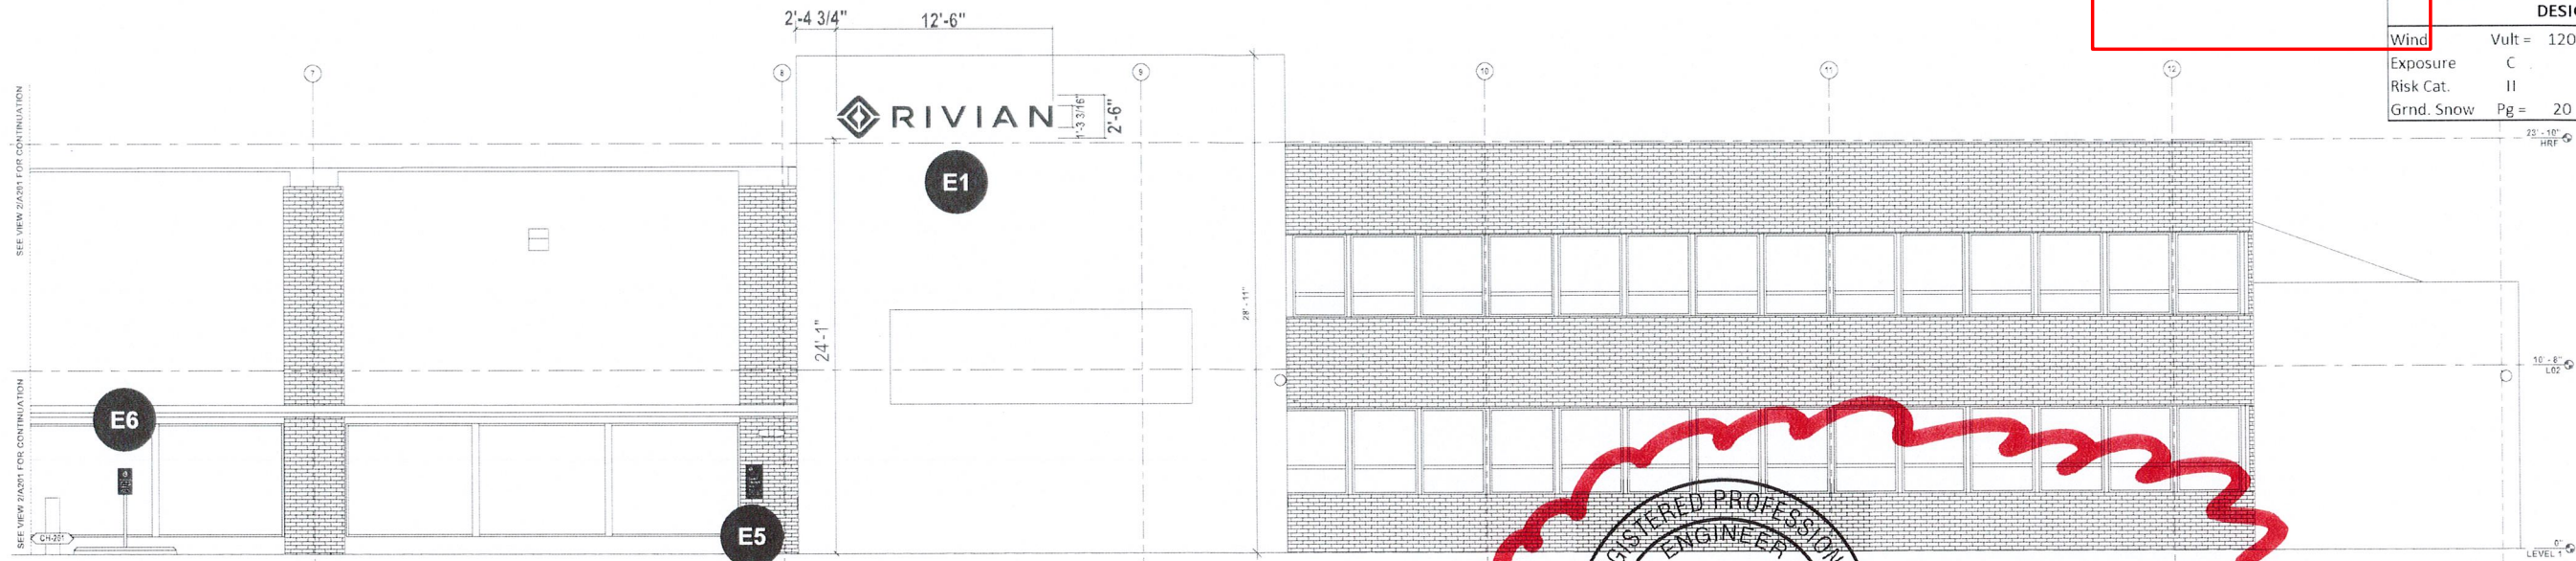 2'-4 3/4"
12'-6"
DESI
Wind Vult = 120
Exposure C
Risk Cat. II
Grnd. Snow Pg = 20
7
8
9
10
11
12
SEE VIEW 2/A201 FOR CONTINUATION
RIVIAN
1'-3 3/16"
2'-6"
23' - 10"
HRF
E1
28' - 11"
24'-1"
10' - 8"
L02
SEE VIEW 2/A201 FOR CONTINUATION
E6
E5
CH-201
GISTERED PROFESSION
ENGINEER
0"
LEVEL 1